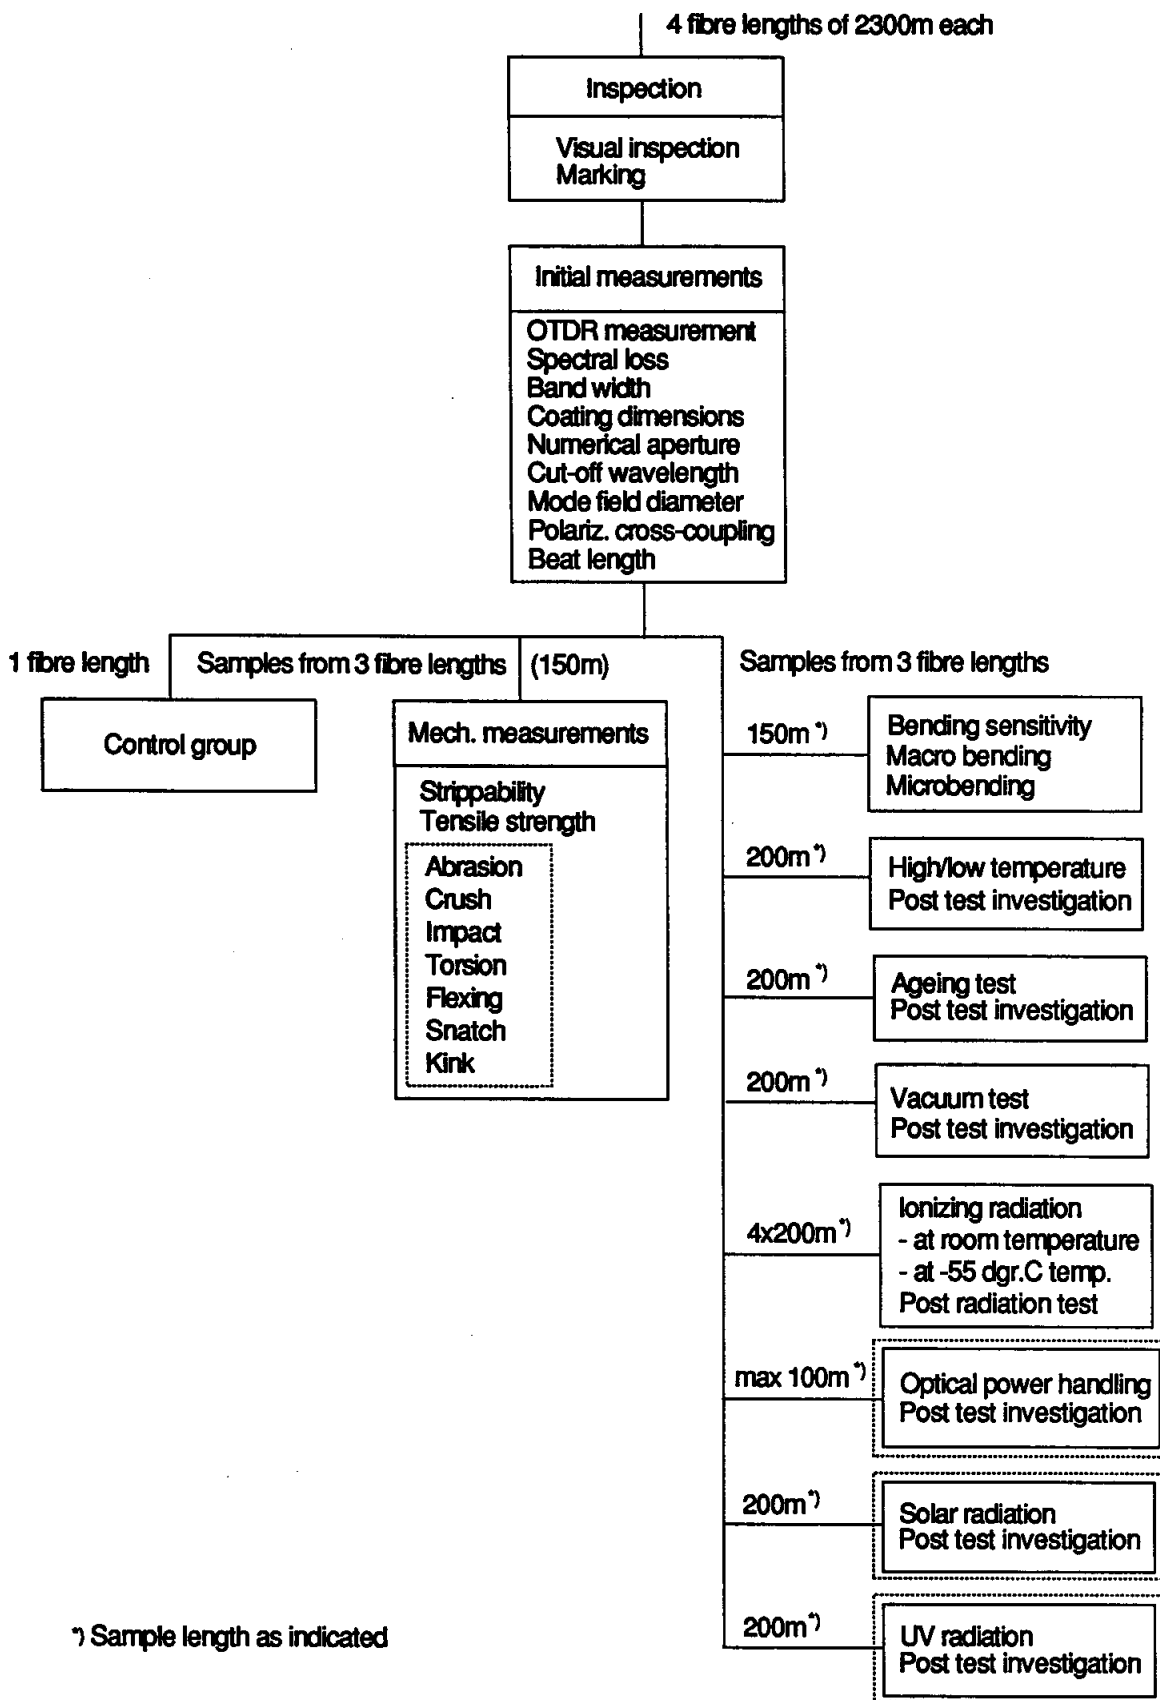 4 fibre lengths of 2300m each
Inspection
Visual inspection
Marking
Initial measurements
OTDR measurement
Spectral loss
Band width
Coating dimensions
Numerical aperture
Cut-off wavelength
Mode field diameter
Polariz. cross-coupling
Beat length
1 fibre length
Samples from 3 fibre lengths (150m)
Samples from 3 fibre lengths
Control group
Mech. measurements
Strippability
Tensile strength
Abrasion
Crush
Impact
Torsion
Flexing
Snatch
Kink
150m *)
Bending sensitivity
Macro bending
Microbending
200m *)
High/low temperature
Post test investigation
200m *)
Ageing test
Post test investigation
200m *)
Vacuum test
Post test investigation
4x200m *)
Ionizing radiation
- at room temperature
- at -55 dgr.C temp.
Post radiation test
max 100m *)
Optical power handling
Post test investigation
200m *)
Solar radiation
Post test investigation
200m *)
UV radiation
Post test investigation
*) Sample length as indicated